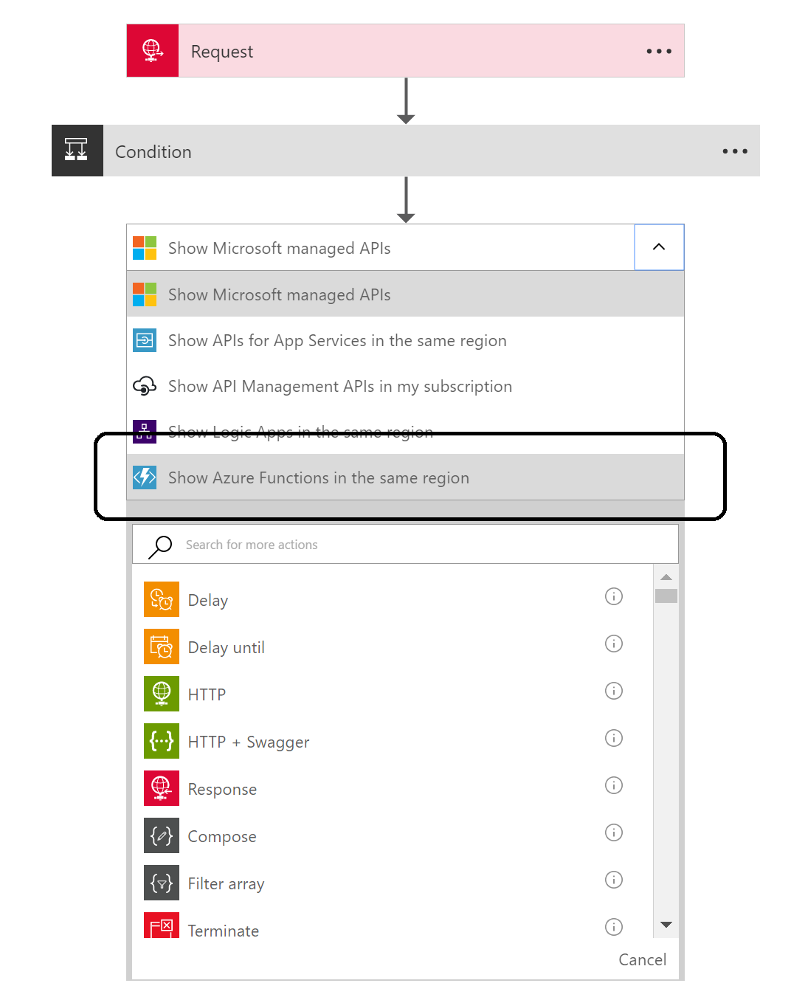 Request
Condition
Show Microsoft managed APIs
Show Microsoft managed APIs
Show APIs for App Services in the same region
Show API Management APIs in my subscription
Show Logic Apps in the same region
Show Azure Functions in the same region
Search for more actions
Delay
Delay until
HTTP
HTTP + Swagger
Response
Compose
Filter array
Terminate
Cancel